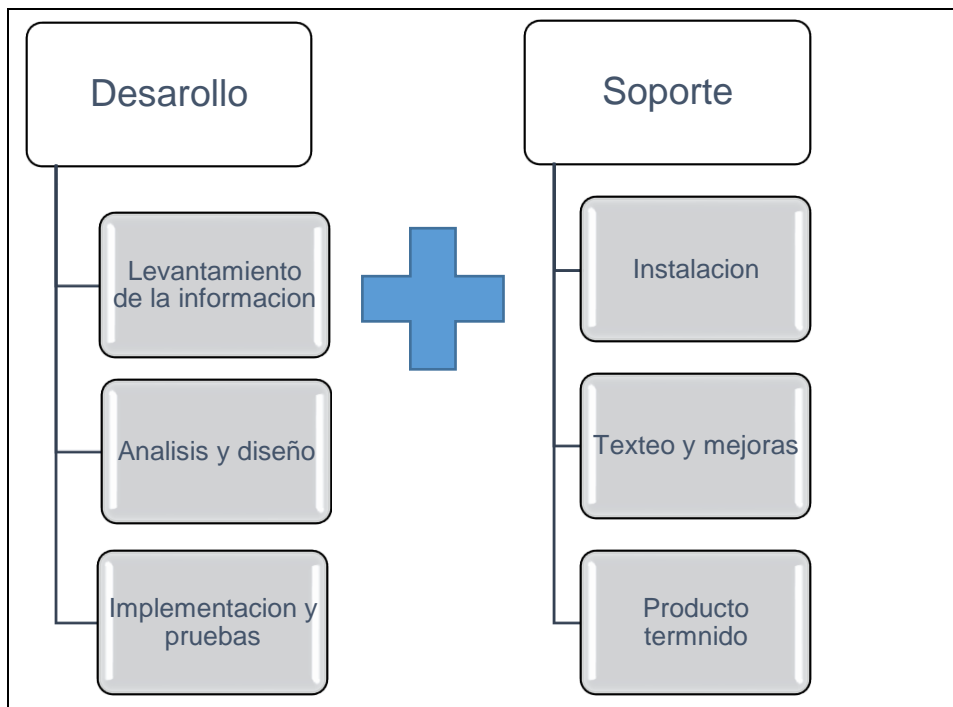 Desarollo
Levantamiento
de la informacion
Analisis y diseño
Implementacion y
pruebas
Soporte
Instalacion
Texteo y mejoras
Producto
termnido